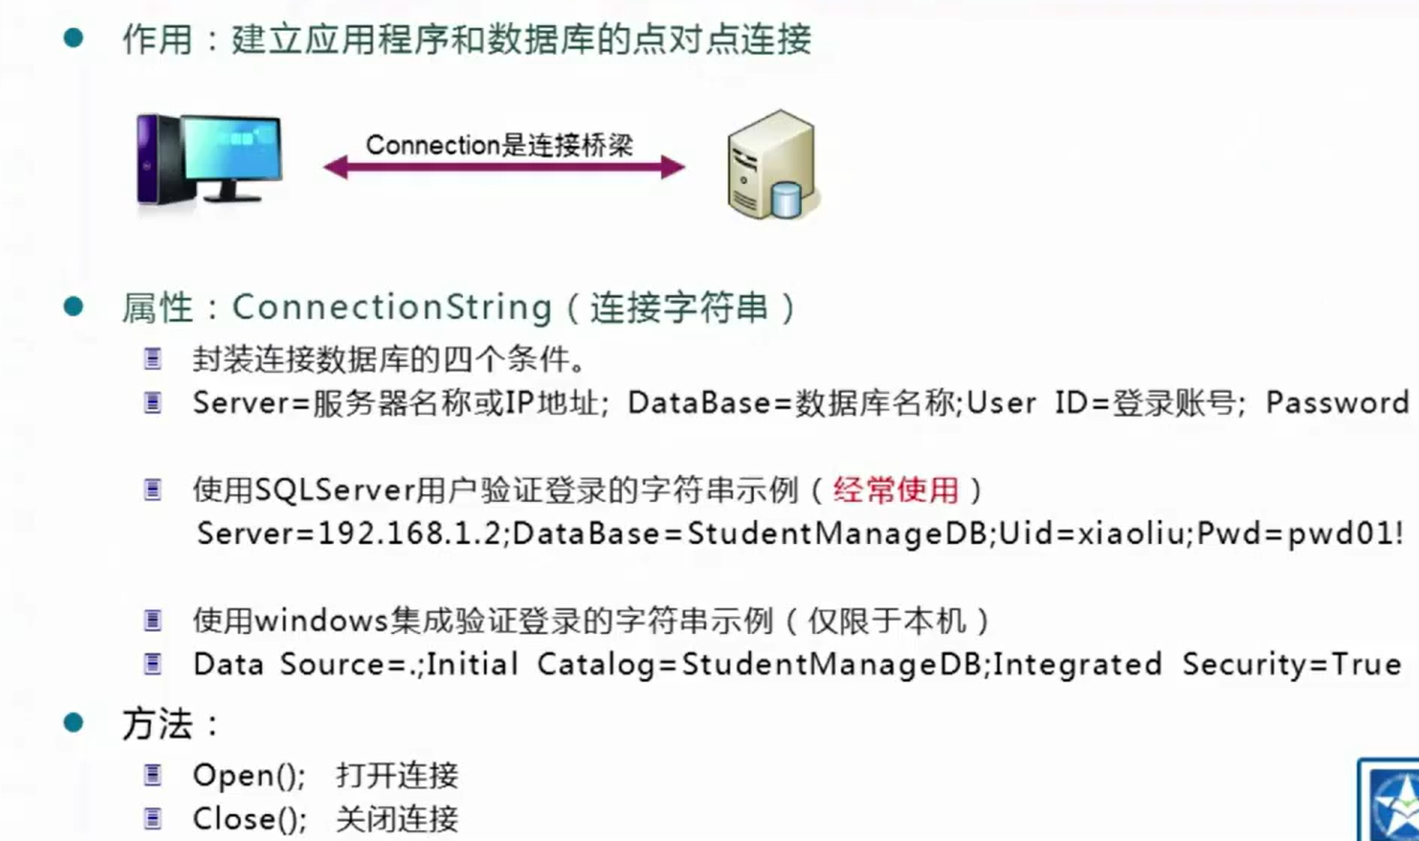 作用：建立应用程序和数据库的点对点连接
Connection是连接桥梁
属性：ConnectionString（连接字符串）
封装连接数据库的四个条件。
Server=服务器名称或IP地址; DataBase=数据库名称;User ID=登录账号; Password
使用SQLServer用户验证登录的字符串示例（经常使用）
Server=192.168.1.2;DataBase=StudentManageDB;Uid=xiaoliu;Pwd=pwd01!
使用windows集成验证登录的字符串示例（仅限于本机）
Data Source=.;Initial Catalog=StudentManageDB;Integrated Security=True
方法：
Open(); 打开连接
Close(); 关闭连接